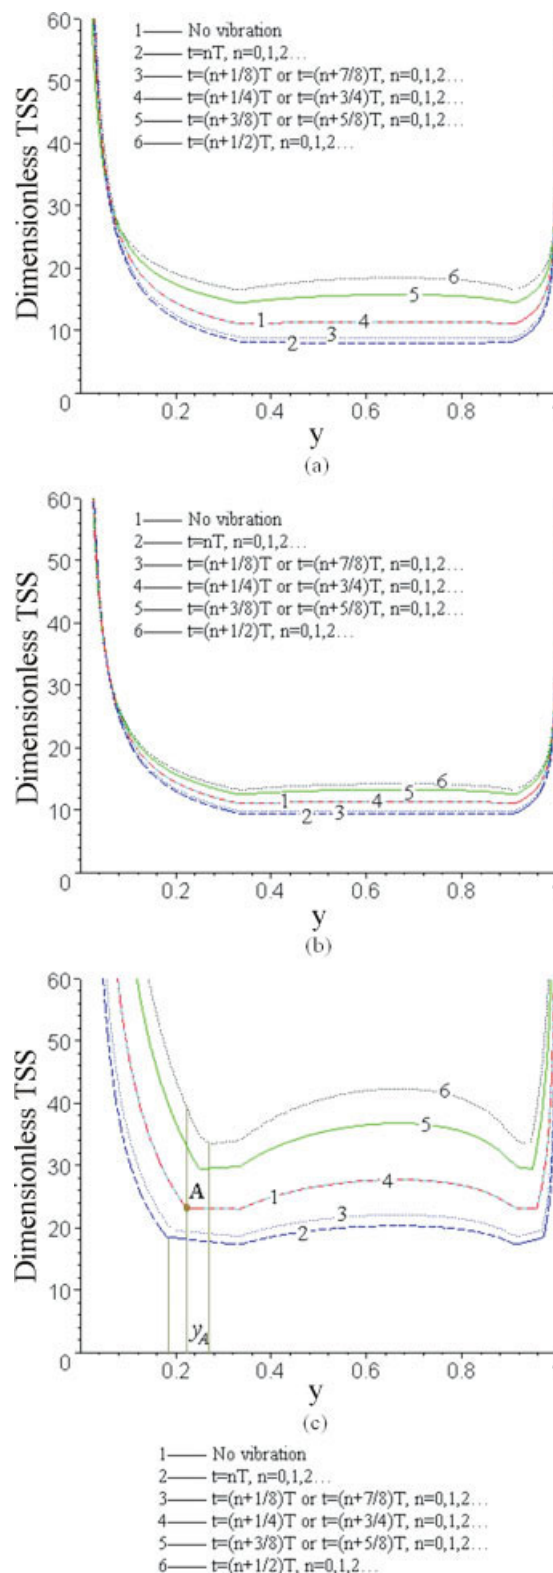 60
1— No vibration
2— t=nT, n=0,1,2...
50
3— t=(n+1/8)T or t=(n+7/8)T, n=0,1,2...
4— t=(n+1/4)T or t=(n+3/4)T, n=0,1,2...
5— t=(n+3/8)T or t=(n+5/8)T, n=0,1,2...
40
6— t=(n+1/2)T, n=0,1,2...
Dimensionless TSS
30
20
6
5
1 4
10
2 3
0
0.2 0.4 0.6 0.8
y
(a)
60
1— No vibration
2— t=nT, n=0,1,2...
50
3— t=(n+1/8)T or t=(n+7/8)T, n=0,1,2...
4— t=(n+1/4)T or t=(n+3/4)T, n=0,1,2...
5— t=(n+3/8)T or t=(n+5/8)T, n=0,1,2...
40
6— t=(n+1/2)T, n=0,1,2...
Dimensionless TSS
30
20
6
5
1 4
10
2 3
0
0.2 0.4 0.6 0.8
y
(b)
60
50
40
6
5
Dimensionless TSS
30
A
4
1
3
20
2
10
yA
0
0.2 0.4 0.6 0.8
y
(c)
1— No vibration
2— t=nT, n=0,1,2...
3— t=(n+1/8)T or t=(n+7/8)T, n=0,1,2...
4— t=(n+1/4)T or t=(n+3/4)T, n=0,1,2...
5— t=(n+3/8)T or t=(n+5/8)T, n=0,1,2...
6— t=(n+1/2)T, n=0,1,2...